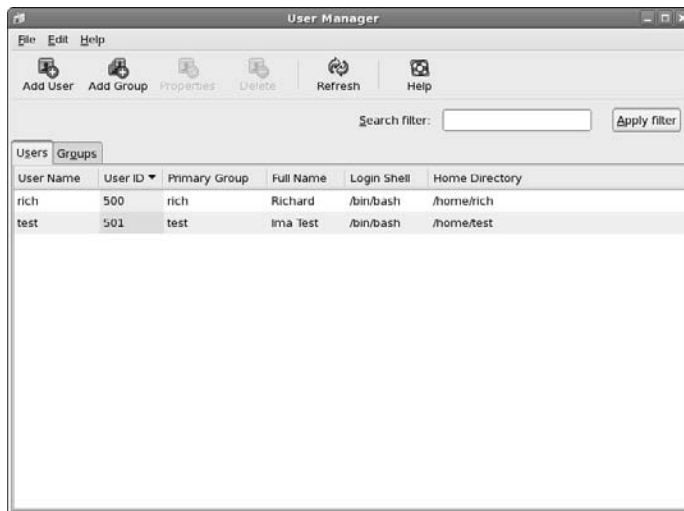 User Manager
File Edit Help
Add User Add Group Properties Delete Refresh Help
Search filter: Apply filter
Users Groups
User Name User ID Primary Group Full Name Login Shell Home Directory
rich 500 rich Richard /bin/bash /home/rich
test 501 test Ima Test /bin/bash /home/test